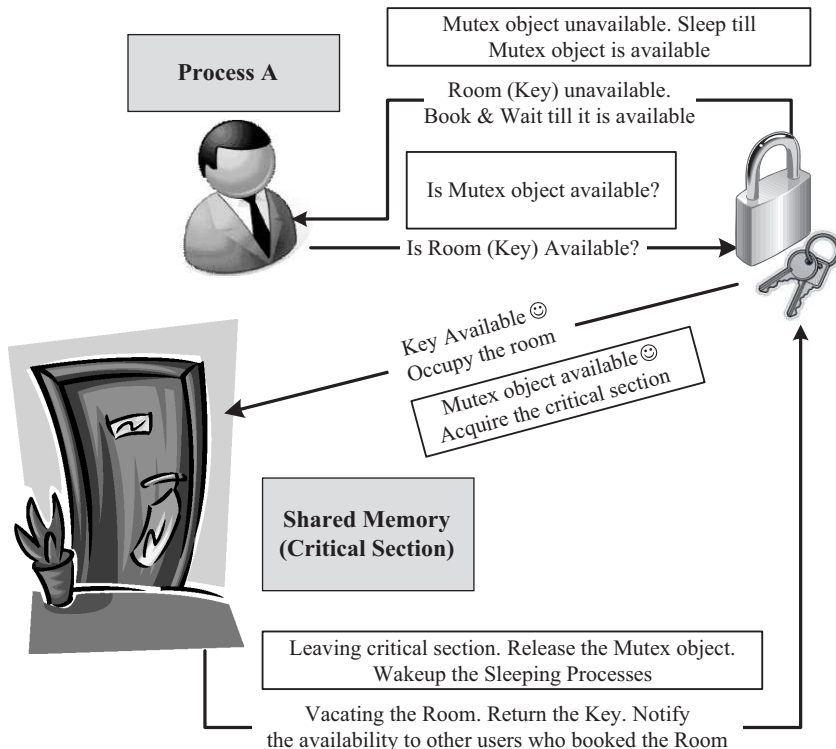 Mutex object unavailable. Sleep till
Mutex object is available
Process A
Room (Key) unavailable.
Book & Wait till it is available
Is Mutex object available?
Is Room (Key) Available?
Key Available ☺
Occupy the room
Mutex object available ☺
Acquire the critical section
Shared Memory
(Critical Section)
Leaving critical section. Release the Mutex object.
Wakeup the Sleeping Processes
Vacating the Room. Return the Key. Notify
the availability to other users who booked the Room